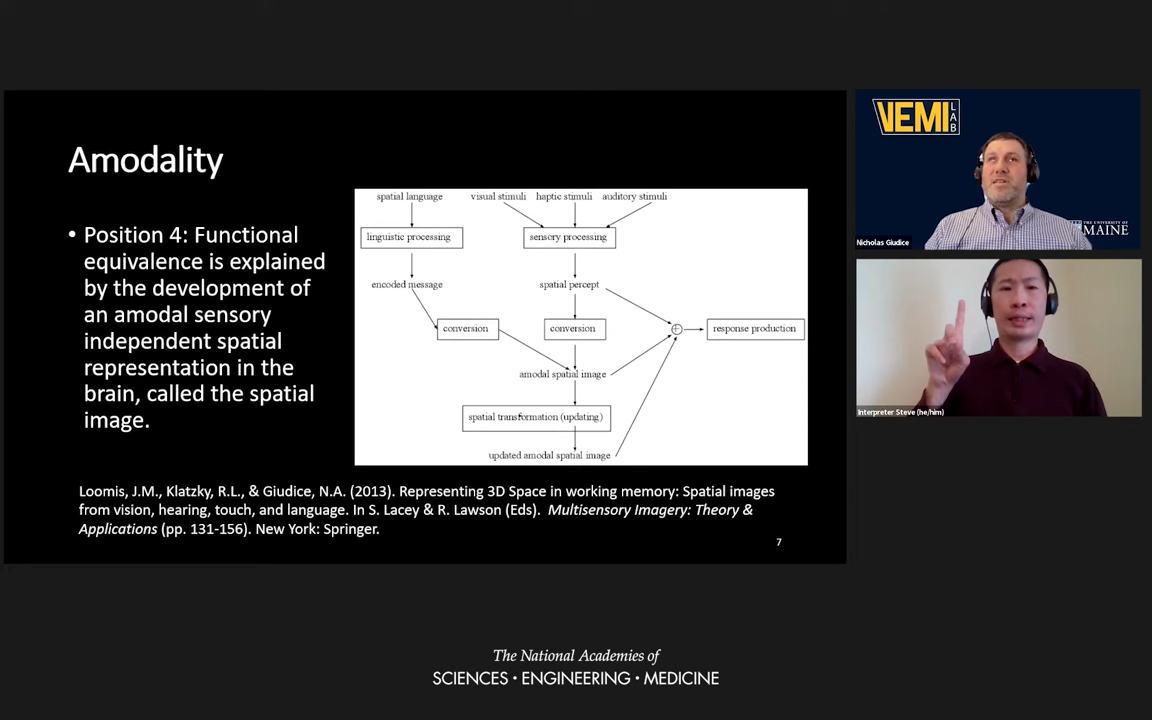 Amodality
• Position 4: Functional
equivalence is explained
by the development of
an amodal sensory
independent spatial
representation in the
brain, called the spatial
image.
spatial language
visual stimuli
haptic stimuli
auditory stimuli
linguistic processing
sensory processing
encoded message
spatial percept
conversion
conversion
response production
amodal spatial image
spatial transformation (updating)
updated amodal spatial image
Loomis, J.M., Klatzky, R.L., & Giudice, N.A. (2013). Representing 3D Space in working memory: Spatial images
from vision, hearing, touch, and language. In S. Lacey & R. Lawson (Eds). Multisensory Imagery: Theory &
Applications (pp. 131-156). New York: Springer.
7
VEMI
LAB
THE UNIVERSITY OF
MAINE
Nicholas Giudice
Interpreter Steve (he/him)
The National Academies of
SCIENCES • ENGINEERING • MEDICINE